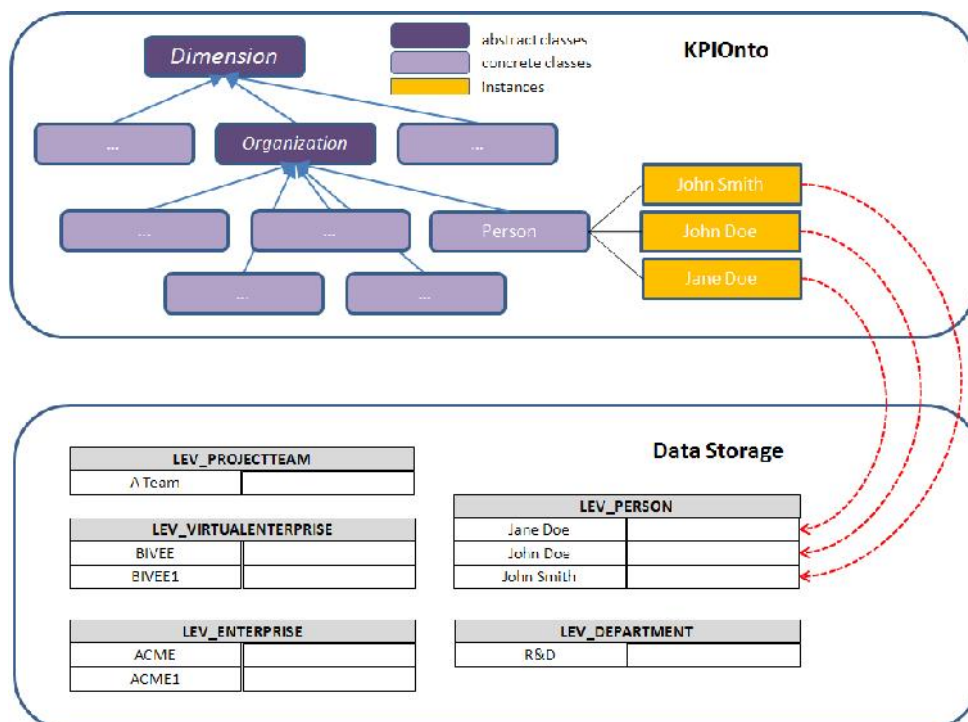 Dimension
abstract classes
concrete classes
instances
KPIOnto
...
Organization
...
...
...
Person
...
...
John Smith
John Doe
Jane Doe
Data Storage
LEV_PROJECTTEAM
A Team
LEV_VIRTUALENTERPRISE
BIVEE
BIVEE1
LEV_ENTERPRISE
ACME
ACME1
LEV_PERSON
Jane Doe
John Doe
John Smith
LEV_DEPARTMENT
R&D